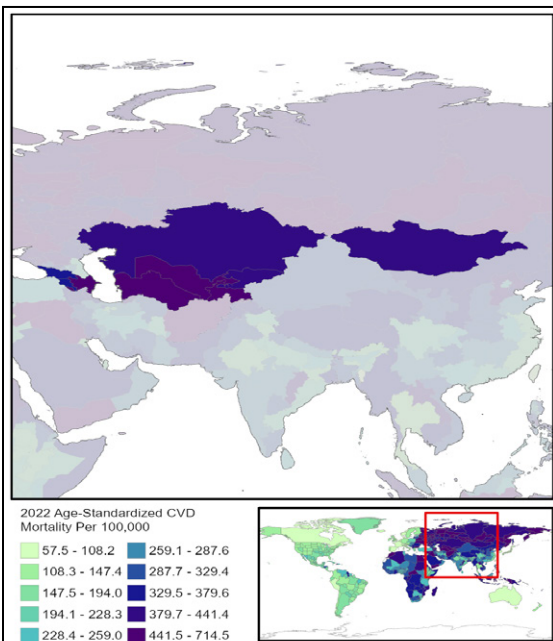 2022 Age-Standardized CVD
Mortality Per 100,000
57.5 - 108.2
108.3 - 147.4
147.5 - 194.0
194.1 - 228.3
228.4 - 259.0
259.1 - 287.6
287.7 - 329.4
329.5 - 379.6
379.7 - 441.4
441.5 - 714.5